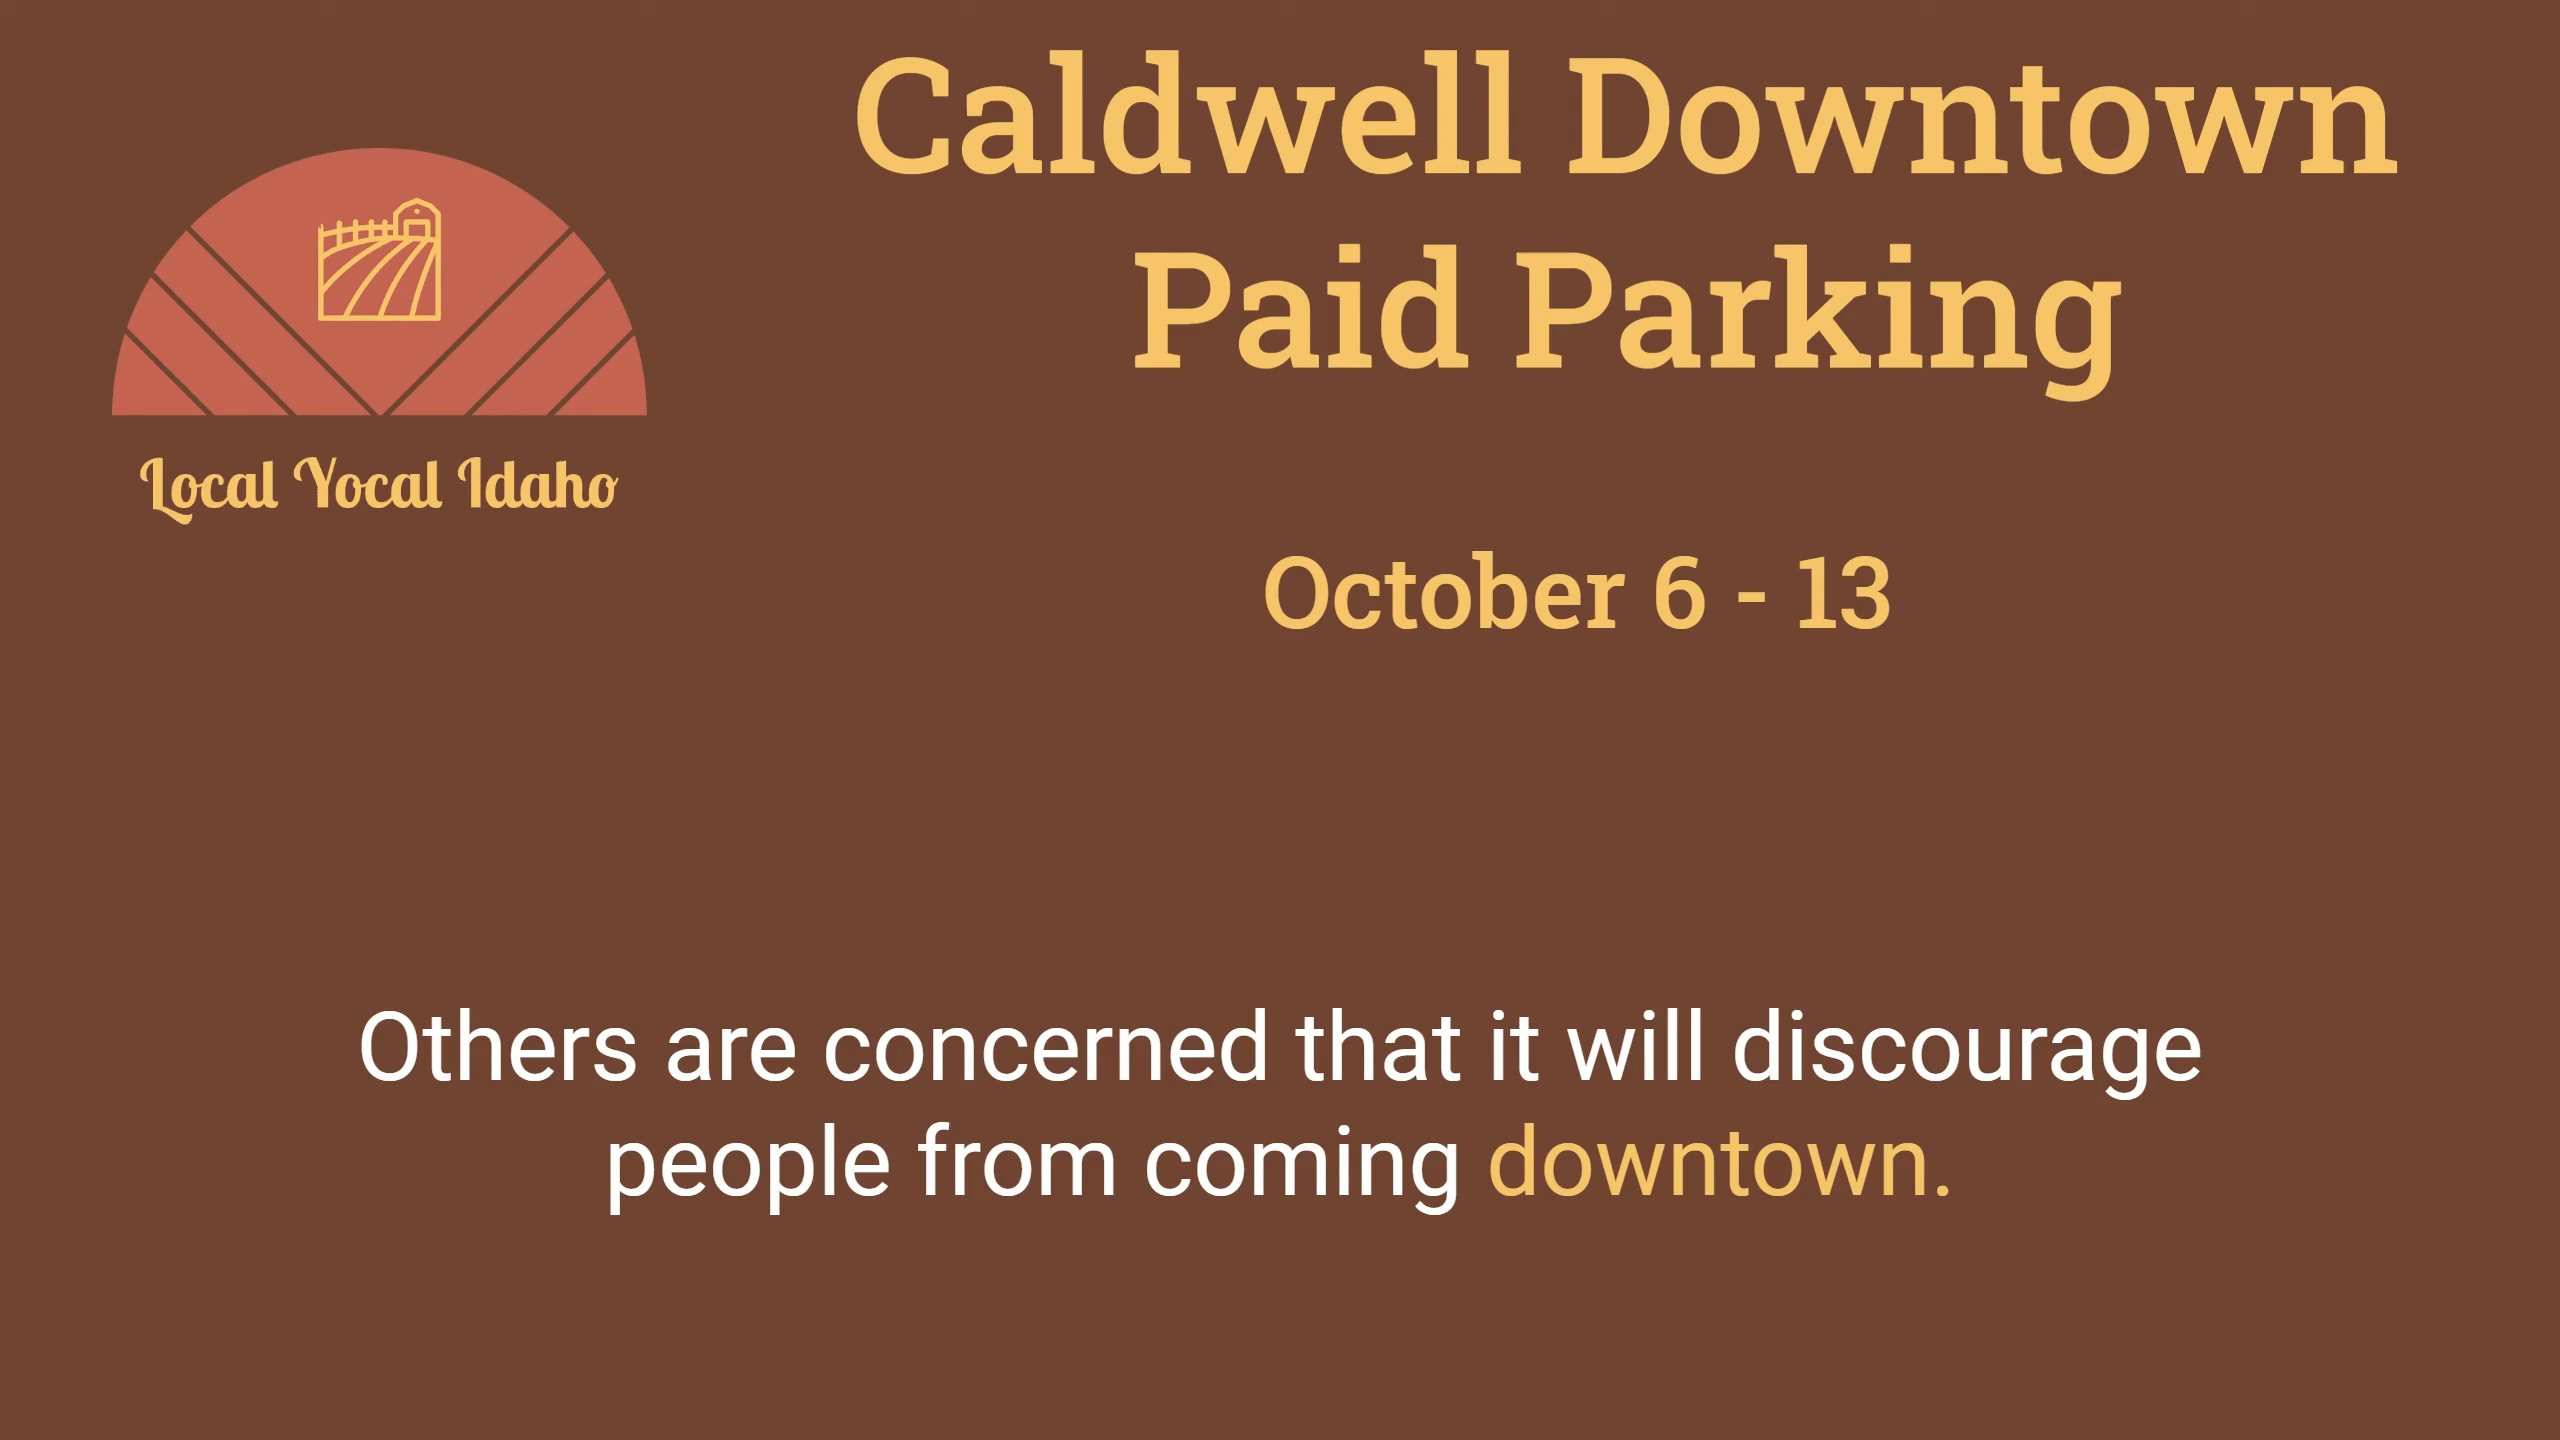 Caldwell Downtown
Paid Parking
Local Yocal Idaho
October 6 - 13
Others are concerned that it will discourage
people from coming downtown.